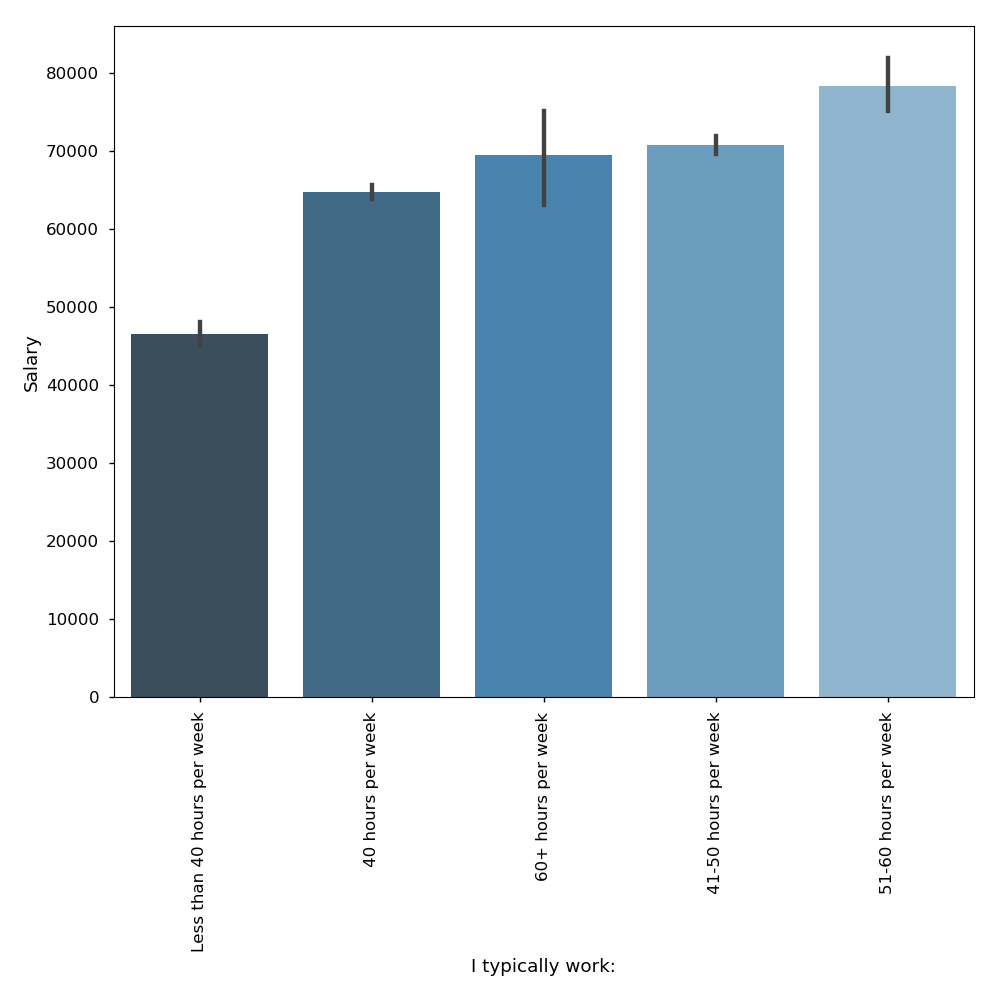 80000
70000
60000
50000
40000
30000
20000
10000
0
Salary
Less than 40 hours per week
40 hours per week
60+ hours per week
41-50 hours per week
51-60 hours per week
I typically work: